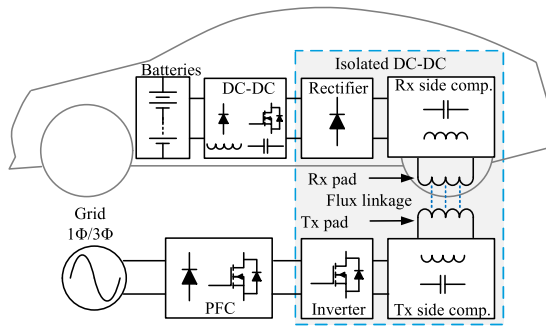 Isolated DC-DC
Batteries
DC-DC
Rectifier
Rx side comp.
Rx pad
Flux linkage
Tx pad
Grid
1Φ/3Φ
PFC
Inverter
Tx side comp.